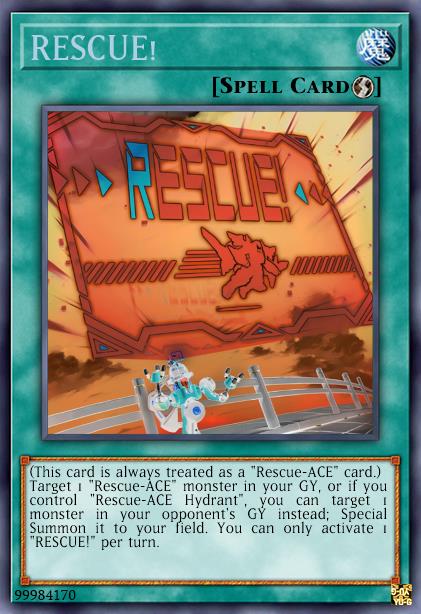 RESCUE!
魔
[SPELL CARD]
RESCUE!
(This card is always treated as a "Rescue-ACE" card.)
Target 1 "Rescue-ACE" monster in your GY, or if you
control "Rescue-ACE Hydrant", you can target 1
monster in your opponent's GY instead; Special
Summon it to your field. You can only activate 1
"RESCUE!" per turn.
99984170